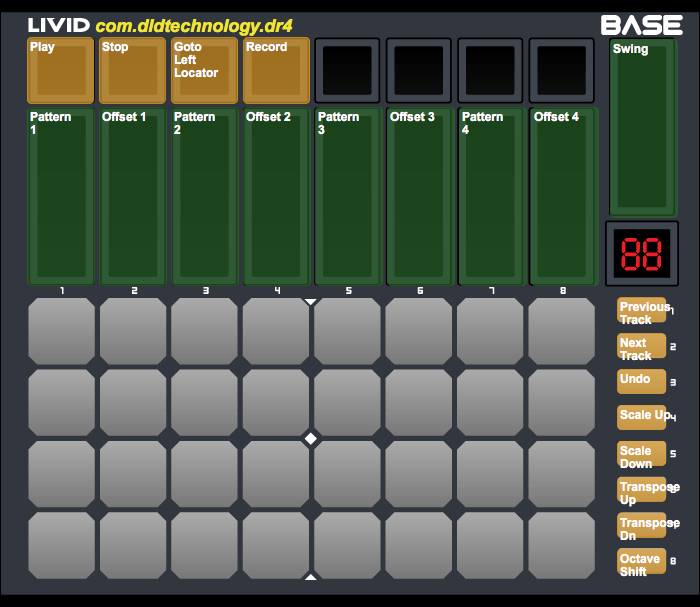 LIVID com.dldtechnology.dr4 BASE
Play Stop Goto Left Locator Record Swing
Pattern 1 Offset 1 Pattern 2 Offset 2 Pattern 3 Offset 3 Pattern 4 Offset 4
88
1 2 3 4 5 6 7 8
Previous Track 1
Next Track 2
Undo 3
Scale Up 4
Scale Down 5
Transpose Up 6
Transpose Dn 7
Octave Shift 8